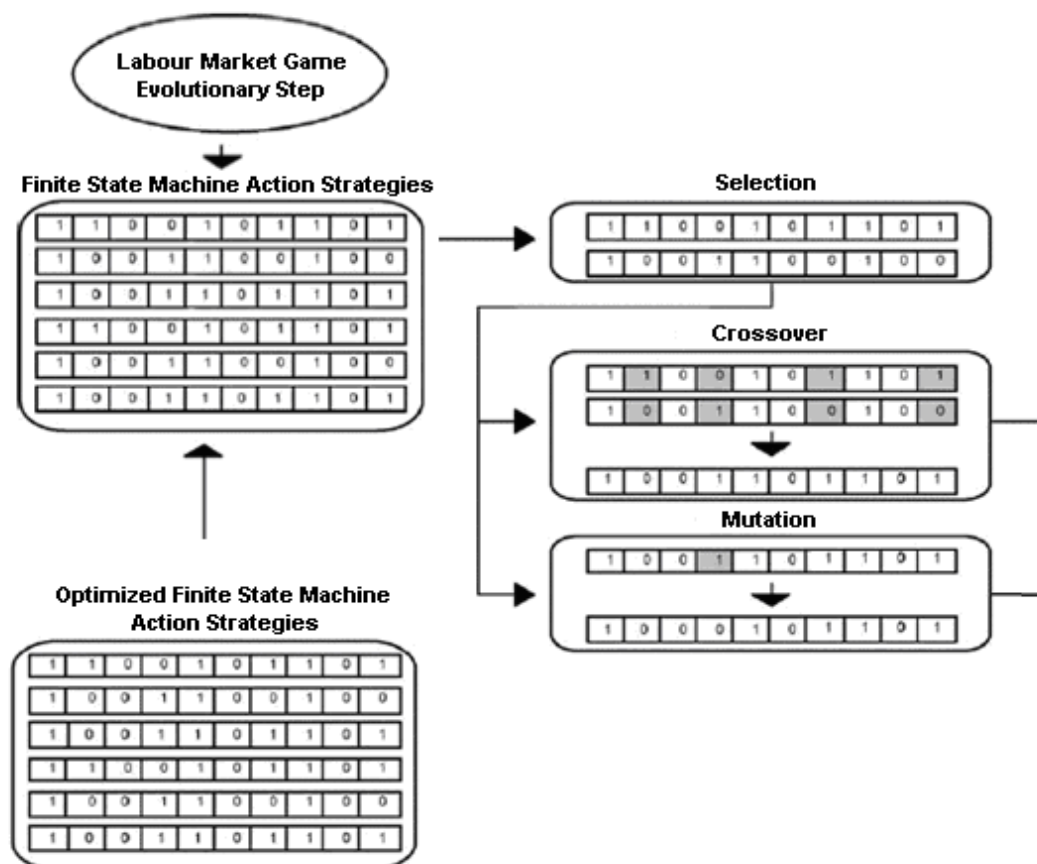 Labour Market Game
Evolutionary Step
Finite State Machine Action Strategies
1 1 0 0 1 0 1 1 0 1
1 0 0 1 1 0 0 1 0 0
1 0 0 1 1 0 1 1 0 1
1 1 0 0 1 0 1 1 0 1
1 0 0 1 1 0 0 1 0 0
1 0 0 1 1 0 1 1 0 1
Selection
1 1 0 0 1 0 1 1 0 1
1 0 0 1 1 0 0 1 0 0
Crossover
1 1 0 0 1 0 1 1 0 1
1 0 0 1 1 0 0 1 0 0
1 0 0 1 1 0 1 1 0 1
Mutation
1 0 0 1 1 0 1 1 0 1
1 0 0 0 1 0 1 1 0 1
Optimized Finite State Machine
Action Strategies
1 1 0 0 1 0 1 1 0 1
1 0 0 1 1 0 0 1 0 0
1 0 0 1 1 0 1 1 0 1
1 1 0 0 1 0 1 1 0 1
1 0 0 1 1 0 0 1 0 0
1 0 0 1 1 0 1 1 0 1